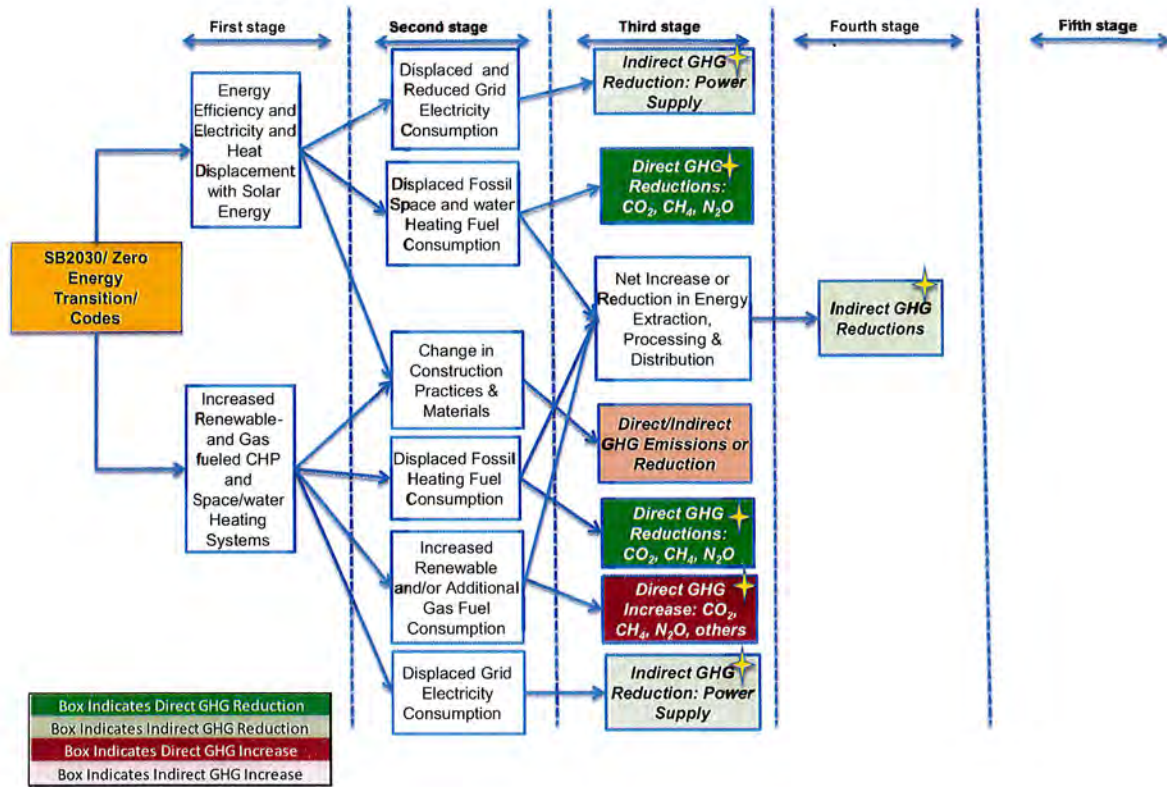 First stage
Second stage
Third stage
Fourth stage
Fifth stage
Energy
Efficiency and
Electricity and
Heat
Displacement
with Solar
Energy
Displaced and
Reduced Grid
Electricity
Consumption
Indirect GHG
Reduction: Power
Supply
Displaced Fossil
Space and water
Heating Fuel
Consumption
Direct GHG
Reductions:
CO₂, CH₄, N₂O
SB2030/ Zero
Energy
Transition/
Codes
Net Increase or
Reduction in Energy
Extraction,
Processing &
Distribution
Indirect GHG
Reductions
Change in
Construction
Practices &
Materials
Increased
Renewable-
and Gas
fueled CHP
and
Space/water
Heating
Systems
Direct/Indirect
GHG Emissions or
Reduction
Displaced Fossil
Heating Fuel
Consumption
Direct GHG
Reductions:
CO₂, CH₄, N₂O
Increased
Renewable
and/or Additional
Gas Fuel
Consumption
Direct GHG
Increase: CO₂,
CH₄, N₂O, others
Displaced Grid
Electricity
Consumption
Indirect GHG
Reduction: Power
Supply
Box Indicates Direct GHG Reduction
Box Indicates Indirect GHG Reduction
Box Indicates Direct GHG Increase
Box Indicates Indirect GHG Increase